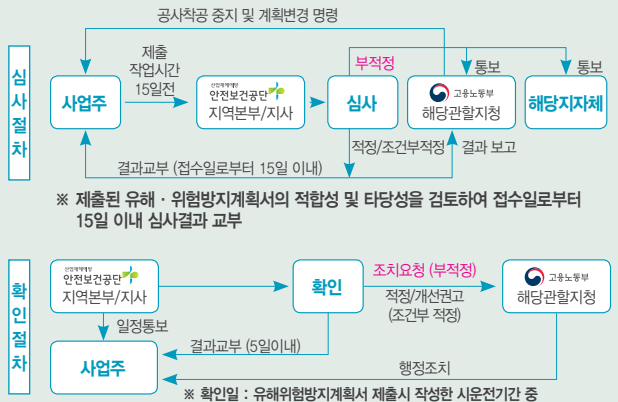 공사착공 중지 및 계획변경 명령
심사절차
사업주
제출
작업시간
15일전
산업재해예방
안전보건공단
지역본부/지사
심사
부적정
통보
고용노동부
해당관할지청
통보
해당지자체
적정/조건부적정
결과 보고
결과교부 (접수일로부터 15일 이내)
※ 제출된 유해 · 위험방지계획서의 적합성 및 타당성을 검토하여 접수일로부터
15일 이내 심사결과 교부
확인절차
산업재해예방
안전보건공단
지역본부/지사
확인
조치요청 (부적정)
적정/개선권고
(조건부 적정)
고용노동부
해당관할지청
일정통보
사업주
결과교부 (5일이내)
행정조치
※ 확인일 : 유해위험방지계획서 제출시 작성한 시운전기간 중